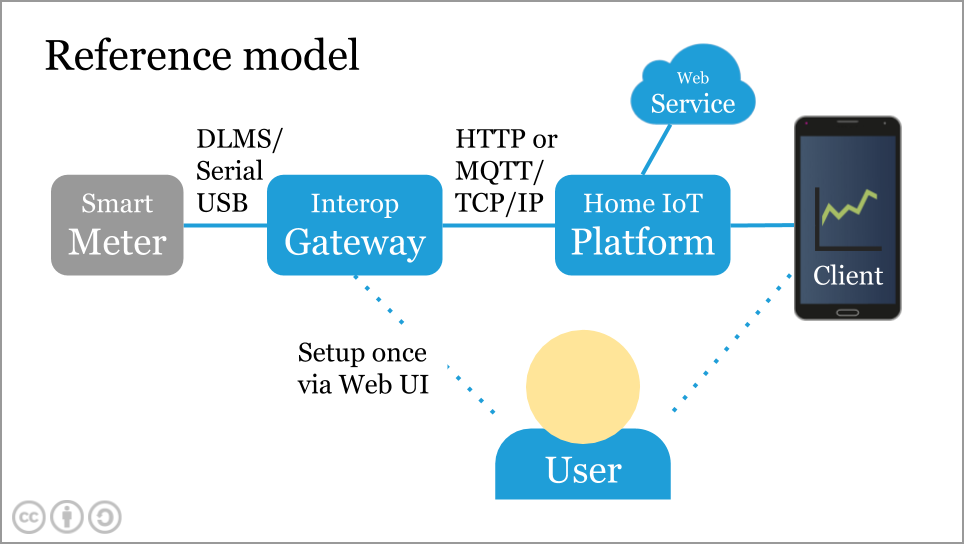 Reference model
Web
Service
DLMS/
Serial
USB
HTTP or
MQTT/
TCP/IP
Smart
Meter
Interop
Gateway
Home IoT
Platform
Client
Setup once
via Web UI
User
cc